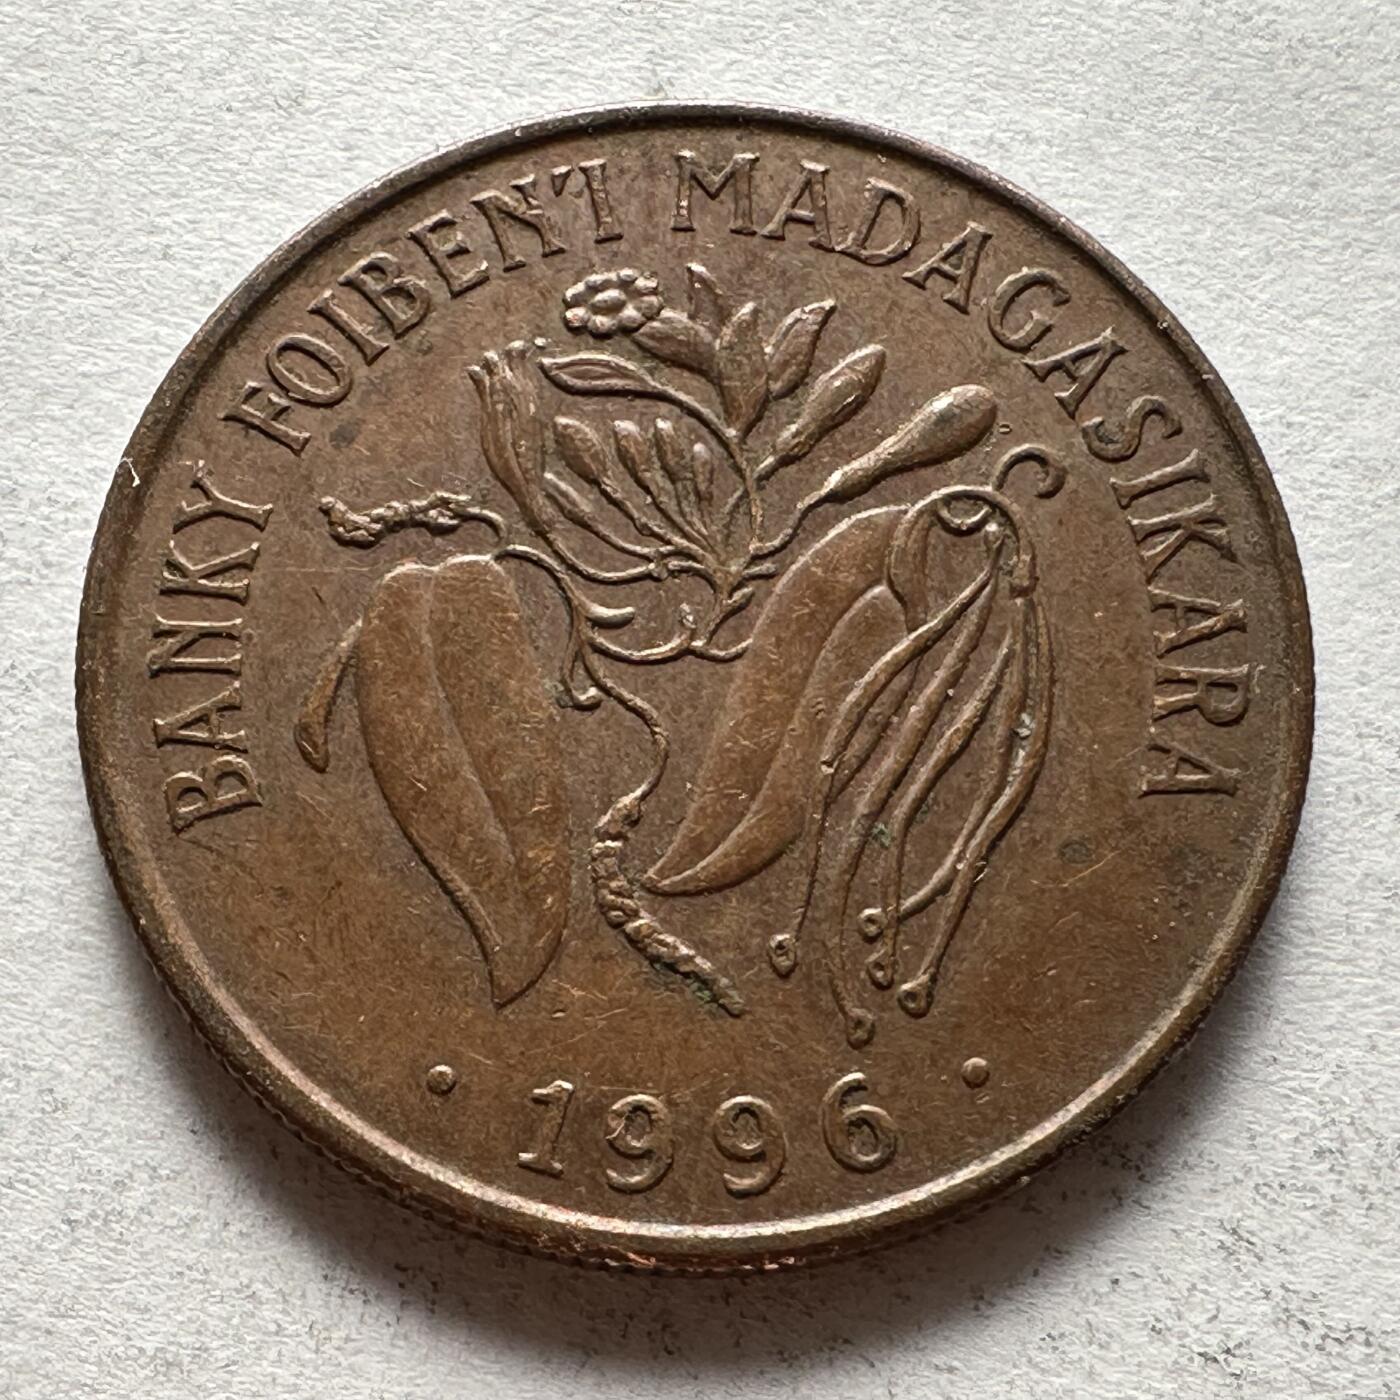 BANKY FOIBEN'I MADAGASIKARA
· 1996 ·